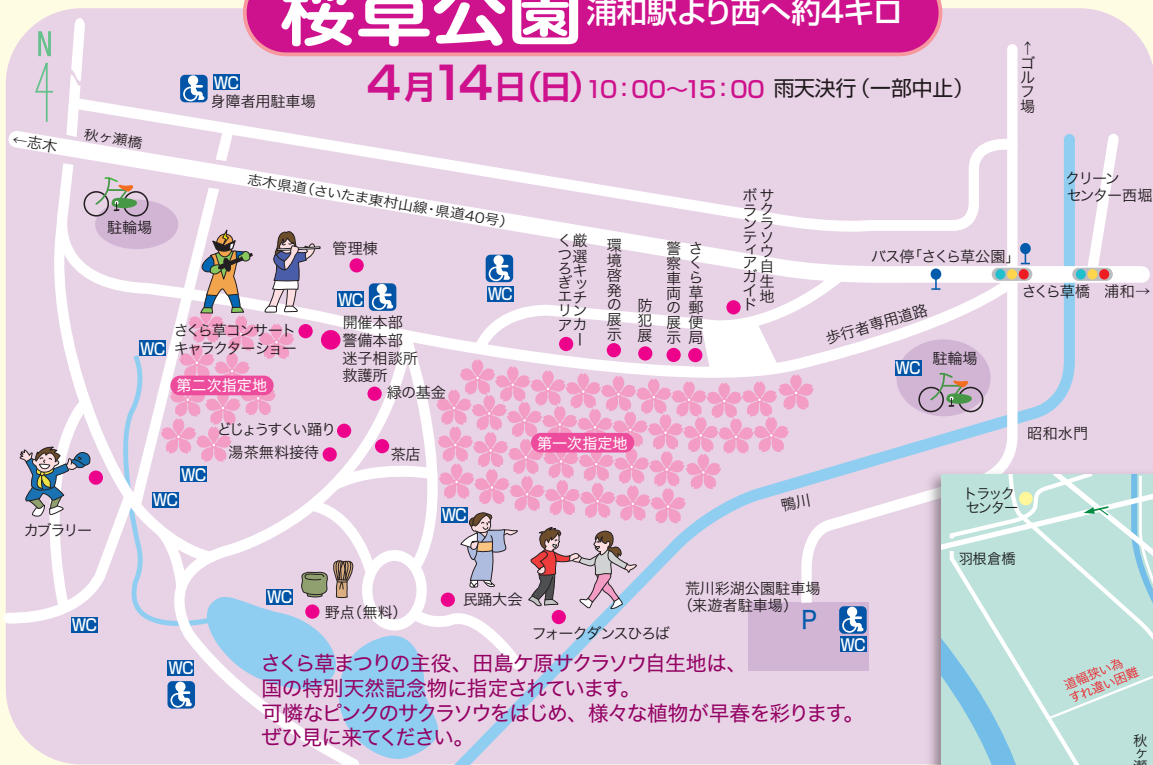 桜草公園 浦和駅より西へ約4キロ
4月14日(日)10:00〜15:00 雨天決行(一部中止)
N
WC
身障者用駐車場
↑ゴルフ場
←志木
秋ヶ瀬橋
志木県道(さいたま東村山線・県道40号)
クリーン
センター西堀
駐輪場
管理棟
WC
WC
厳選キッチンカー
くつろぎエリア
環境啓発の展示
防犯展
警察車両の展示
さくら草郵便局
サクラソウ自生地
ボランティアガイド
バス停「さくら草公園」
さくら草橋
浦和→
歩行者専用道路
さくら草コンサート
キャラクターショー
開催本部
警備本部
迷子相談所
救護所
WC
第二次指定地
緑の基金
WC
駐輪場
どじょうすくい踊り
湯茶無料接待
茶店
第一次指定地
昭和水門
WC
WC
カブラリー
WC
鴨川
WC
野点(無料)
民踊大会
フォークダンスひろば
荒川彩湖公園駐車場
(来遊者駐車場)
P
WC
WC
WC
さくら草まつりの主役、田島ケ原サクラソウ自生地は、
国の特別天然記念物に指定されています。
可憐なピンクのサクラソウをはじめ、様々な植物が早春を彩ります。
ぜひ見に来てください。
トラック
センター
羽根倉橋
道幅狭い為
すれ違い困難
秋ヶ瀬